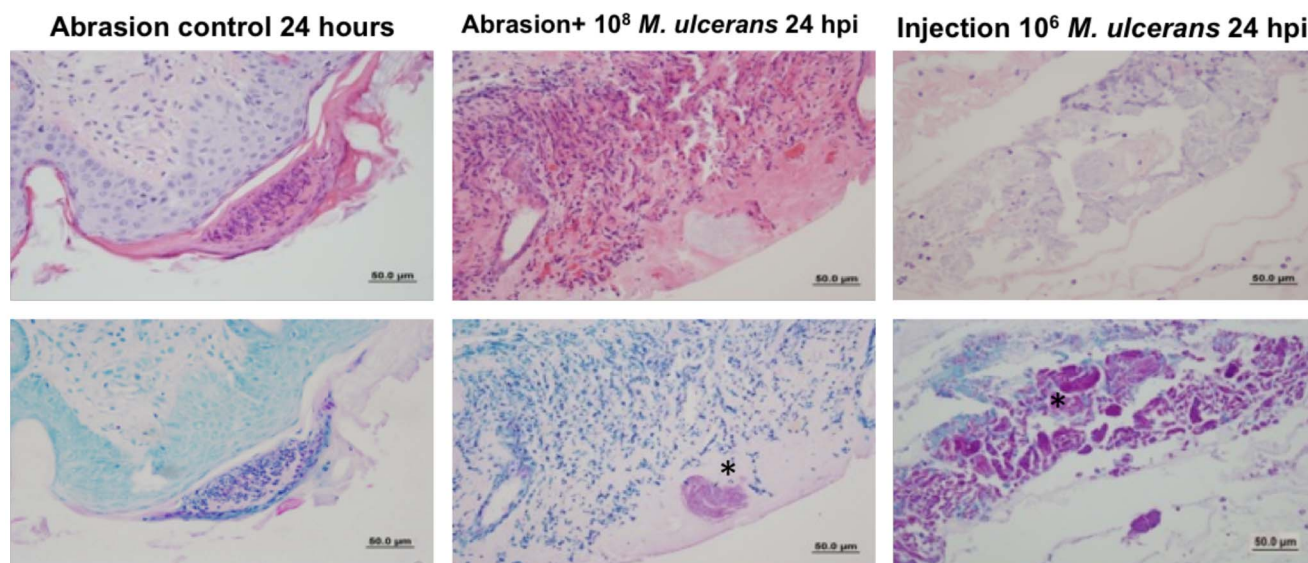 Abrasion control 24 hours
Abrasion+ 10⁸ M. ulcerans 24 hpi
Injection 10⁶ M. ulcerans 24 hpi
50.0 µm
50.0 µm
50.0 µm
*
*
50.0 µm
50.0 µm
50.0 µm